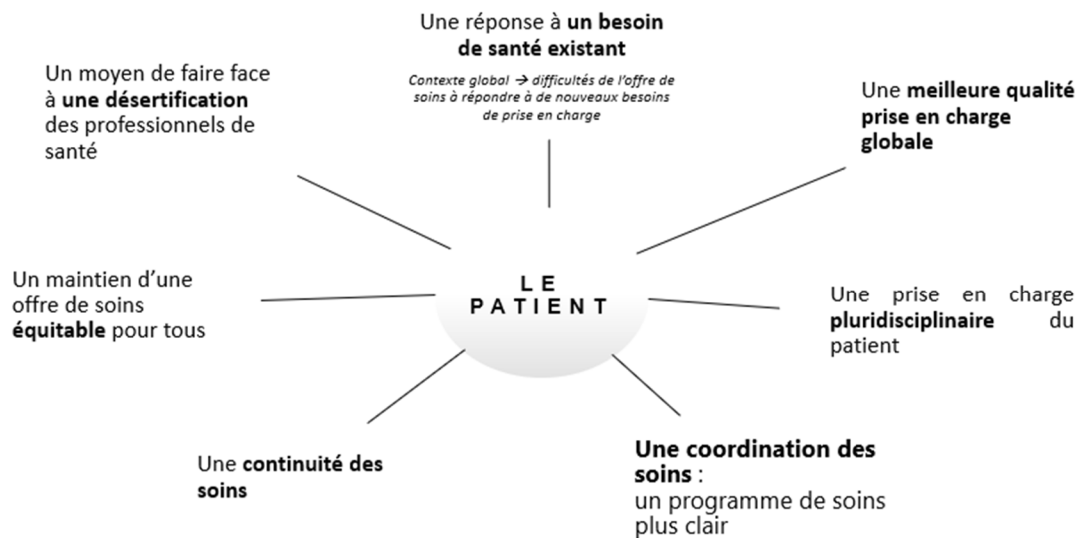 Une réponse à un besoin
de santé existant
Contexte global → difficultés de l'offre de
soins à répondre à de nouveaux besoins
de prise en charge
Un moyen de faire face
à une désertification
des professionnels de
santé
Une meilleure qualité
prise en charge
globale
LE
PATIENT
Un maintien d'une
offre de soins
équitable pour tous
Une prise en charge
pluridisciplinaire du
patient
Une continuité des
soins
Une coordination des
soins :
un programme de soins
plus clair